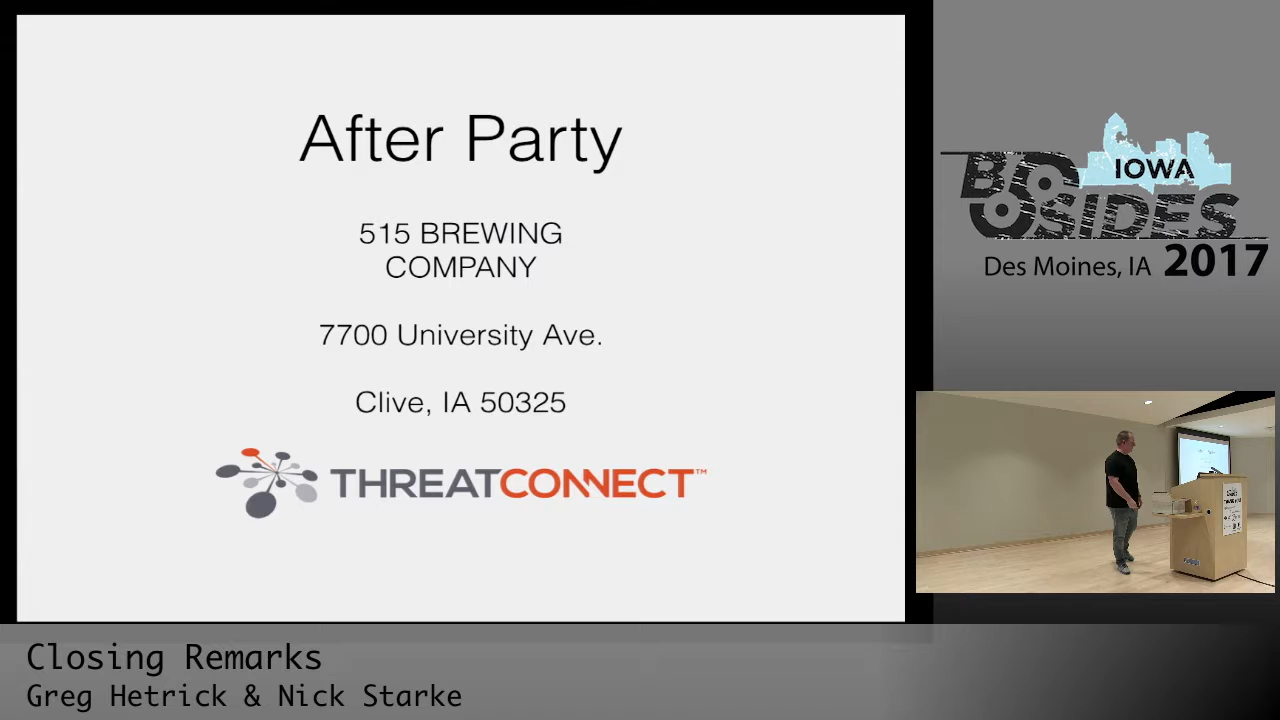 After Party
515 BREWING
COMPANY
7700 University Ave.
Clive, IA 50325
THREATCONNECT™
IOWA
BSIDES
Des Moines, IA 2017
Closing Remarks
Greg Hetrick & Nick Starke